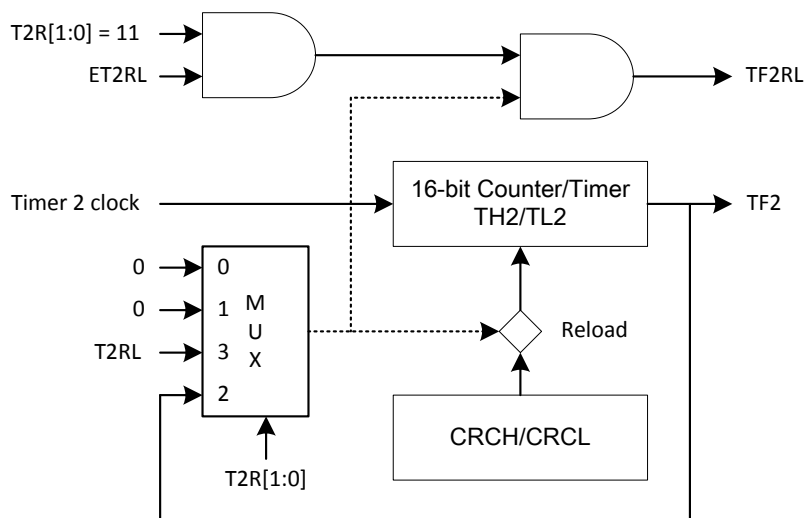 T2R[1:0] = 11
ET2RL
TF2RL
Timer 2 clock
16-bit Counter/Timer
TH2/TL2
TF2
0
0
0
1
T2RL
3
2
M
U
X
Reload
CRCH/CRCL
T2R[1:0]